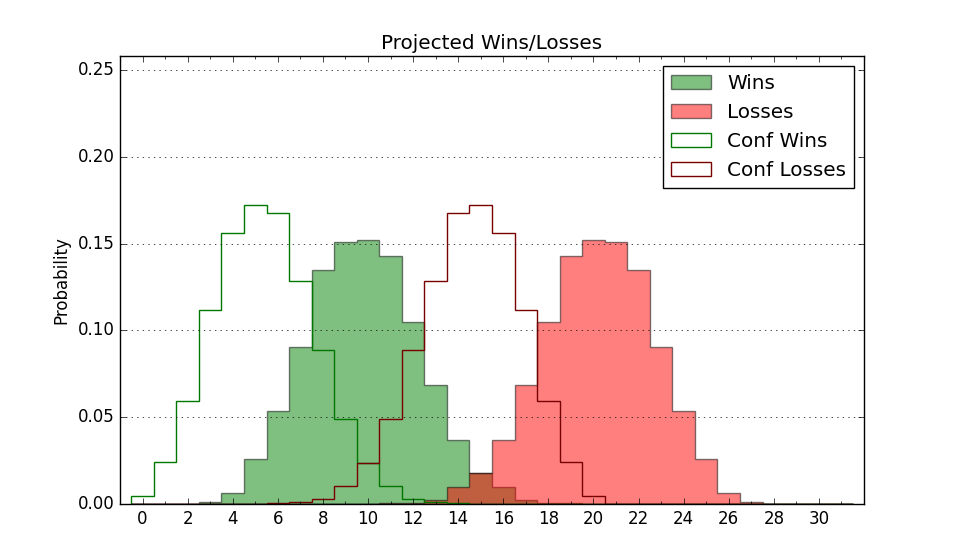 Projected Wins/Losses
0.25
0.20
0.15
0.10
0.05
0.00
Probability
Wins
Losses
Conf Wins
Conf Losses
0 2 4 6 8 10 12 14 16 18 20 22 24 26 28 30